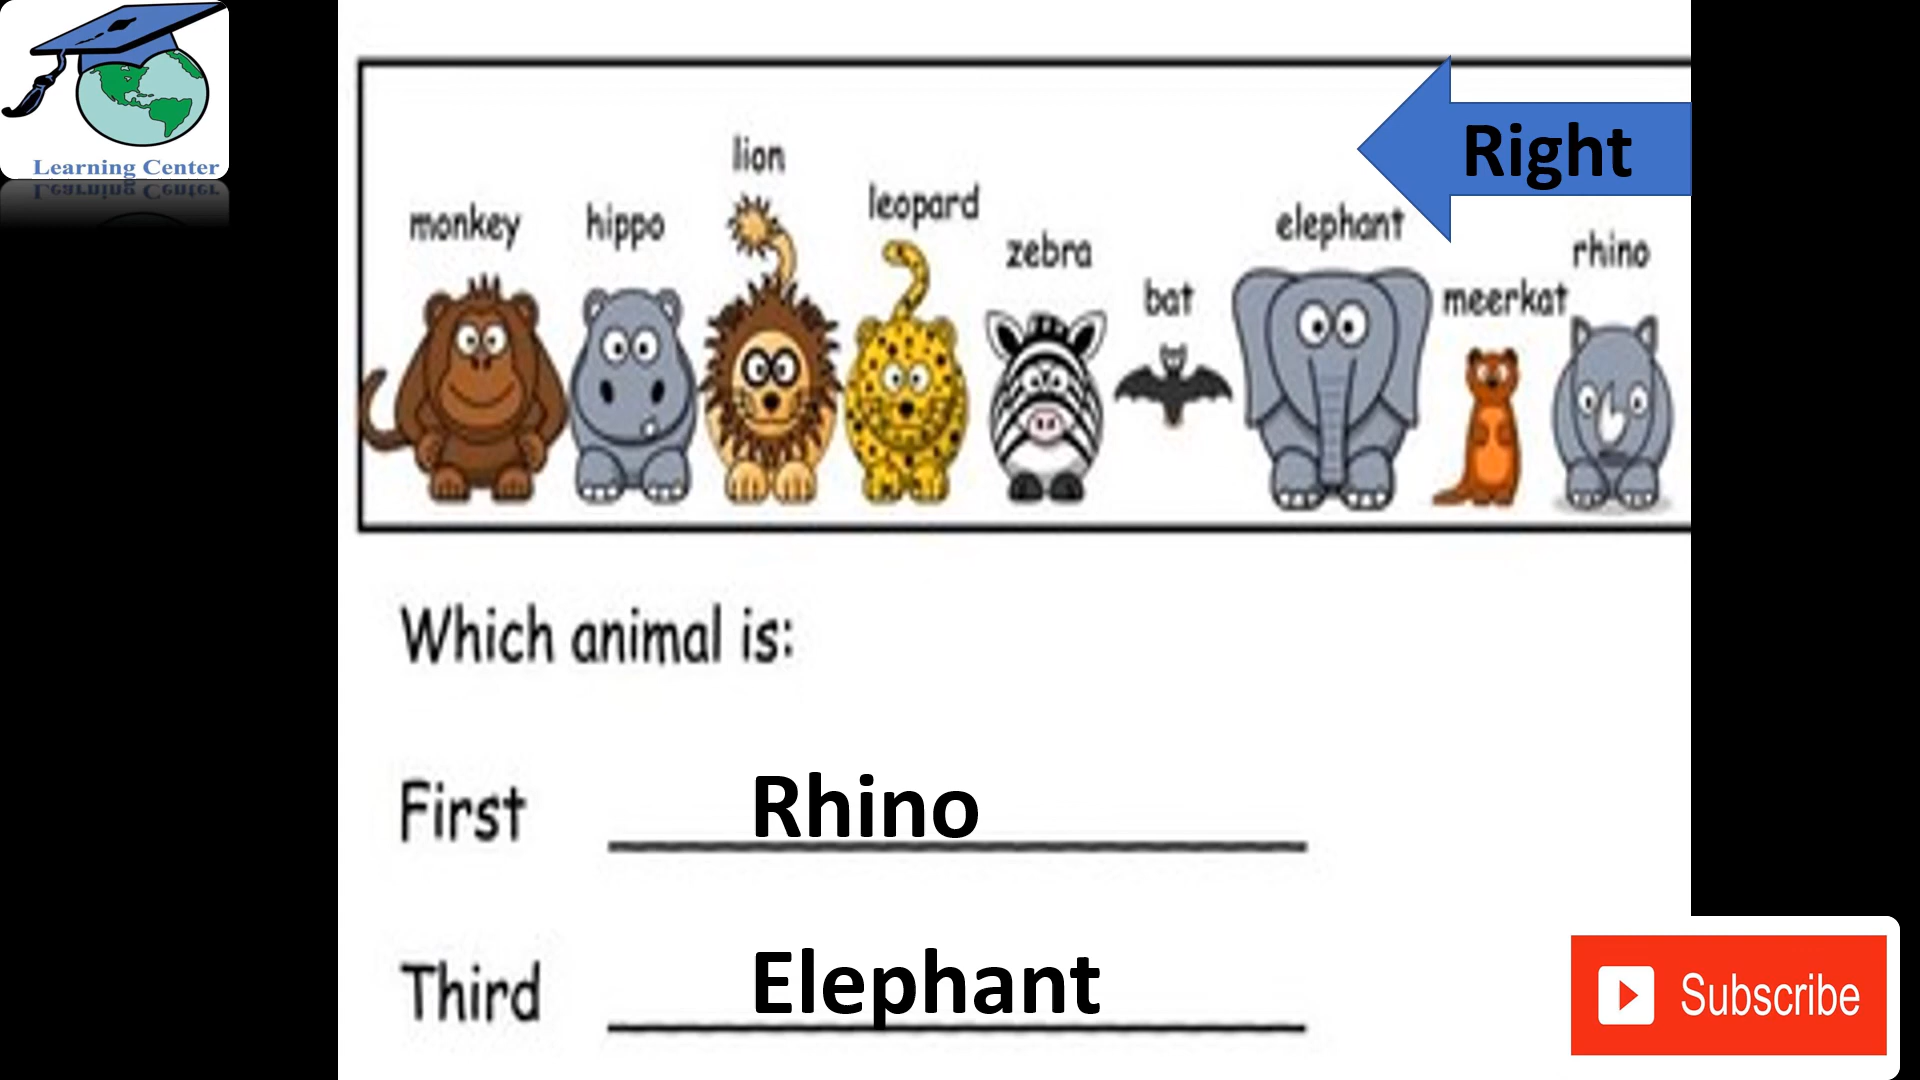 Learning Center
Right
lion
leopard
monkey
hippo
elephant
zebra
rhino
bat
meerkat
Which animal is:
First Rhino
Third Elephant
Subscribe